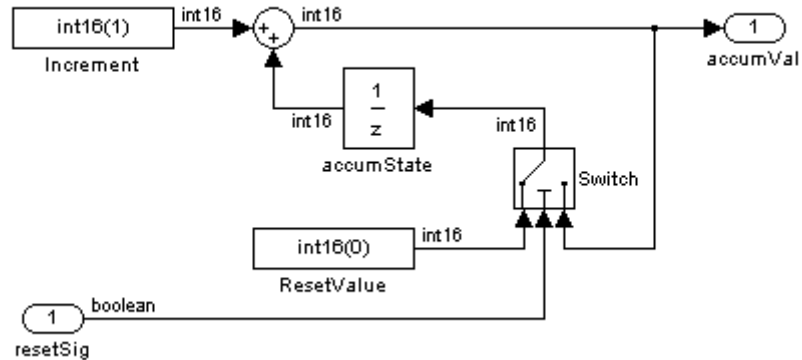 int16(1)
Increment
int16
+
+
int16
1
accumVal
int16
1
z
accumState
int16
Switch
int16(0)
ResetValue
int16
1
resetSig
boolean